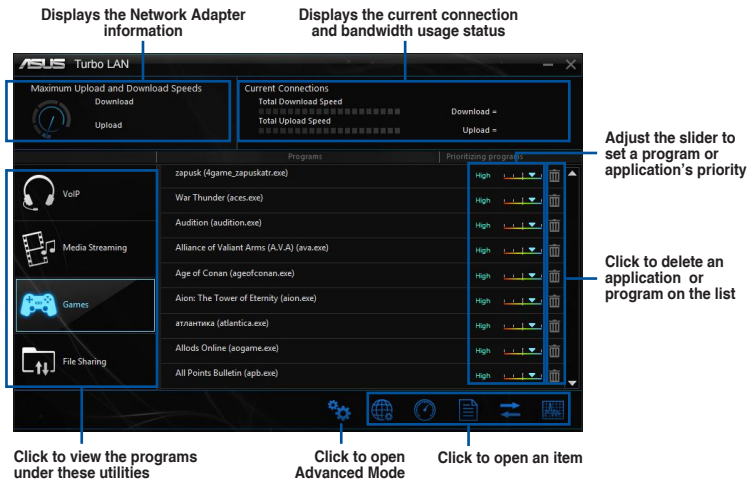 Displays the Network Adapter
information
Displays the current connection
and bandwidth usage status
ASUS Turbo LAN
Maximum Upload and Download Speeds
Download
Upload
Current Connections
Total Download Speed
Download =
Total Upload Speed
Upload =
Programs
Prioritizing programs
VoIP
Media Streaming
Games
File Sharing
zapusk (4game_zapuskatr.exe) High
War Thunder (aces.exe) High
Audition (audition.exe) High
Alliance of Valiant Arms (A.V.A) (ava.exe) High
Age of Conan (ageofconan.exe) High
Aion: The Tower of Eternity (aion.exe) High
атлантика (atlantica.exe) High
Allods Online (aogame.exe) High
All Points Bulletin (apb.exe) High
Adjust the slider to
set a program or
application's priority
Click to delete an
application or
program on the list
Click to view the programs
under these utilities
Click to open
Advanced Mode
Click to open an item